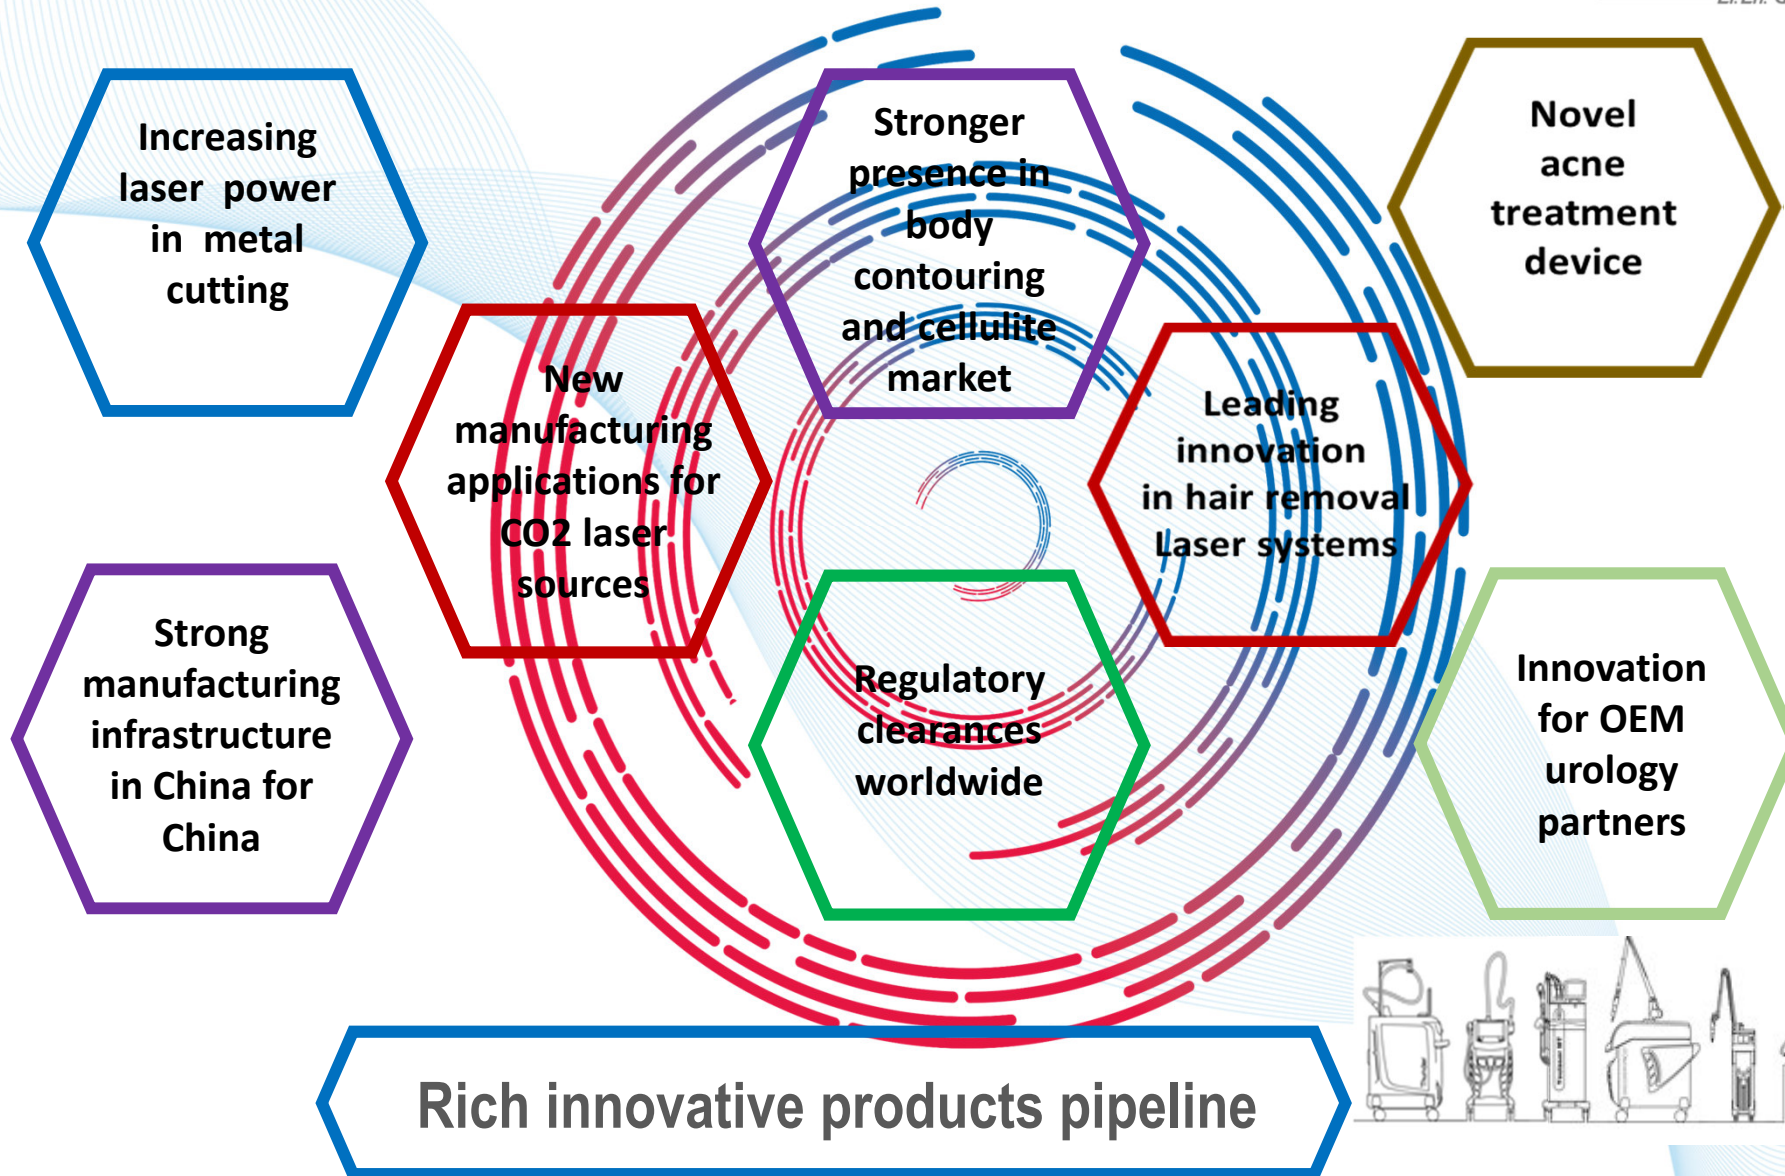 Increasing
laser power
in metal
cutting
Stronger
presence in
body
contouring
and cellulite
market
Novel
acne
treatment
device
New
manufacturing
applications for
CO2 laser
sources
Leading
innovation
in hair removal
Laser systems
Strong
manufacturing
infrastructure
in China for
China
Regulatory
clearances
worldwide
Innovation
for OEM
urology
partners
Rich innovative products pipeline